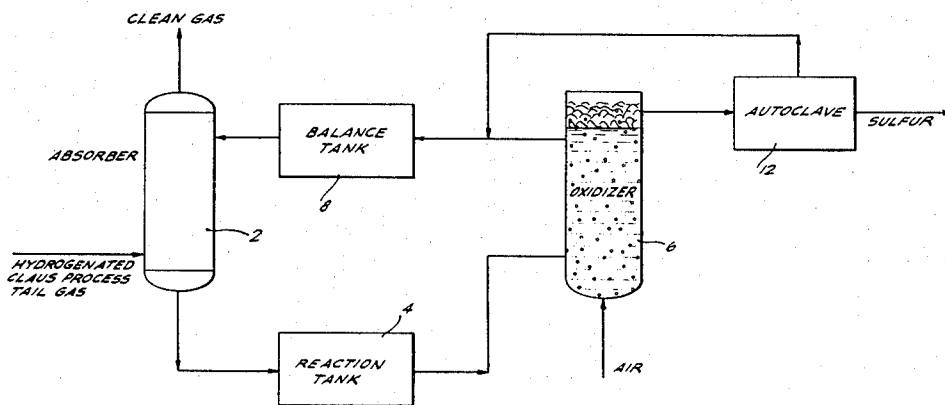 CLEAN GAS
ABSORBER
2
HYDROGENATED
CLAUS PROCESS
TAIL GAS
BALANCE
TANK
8
4
REACTION
TANK
OXIDIZER
6
AIR
AUTOCLAVE
12
SULFUR